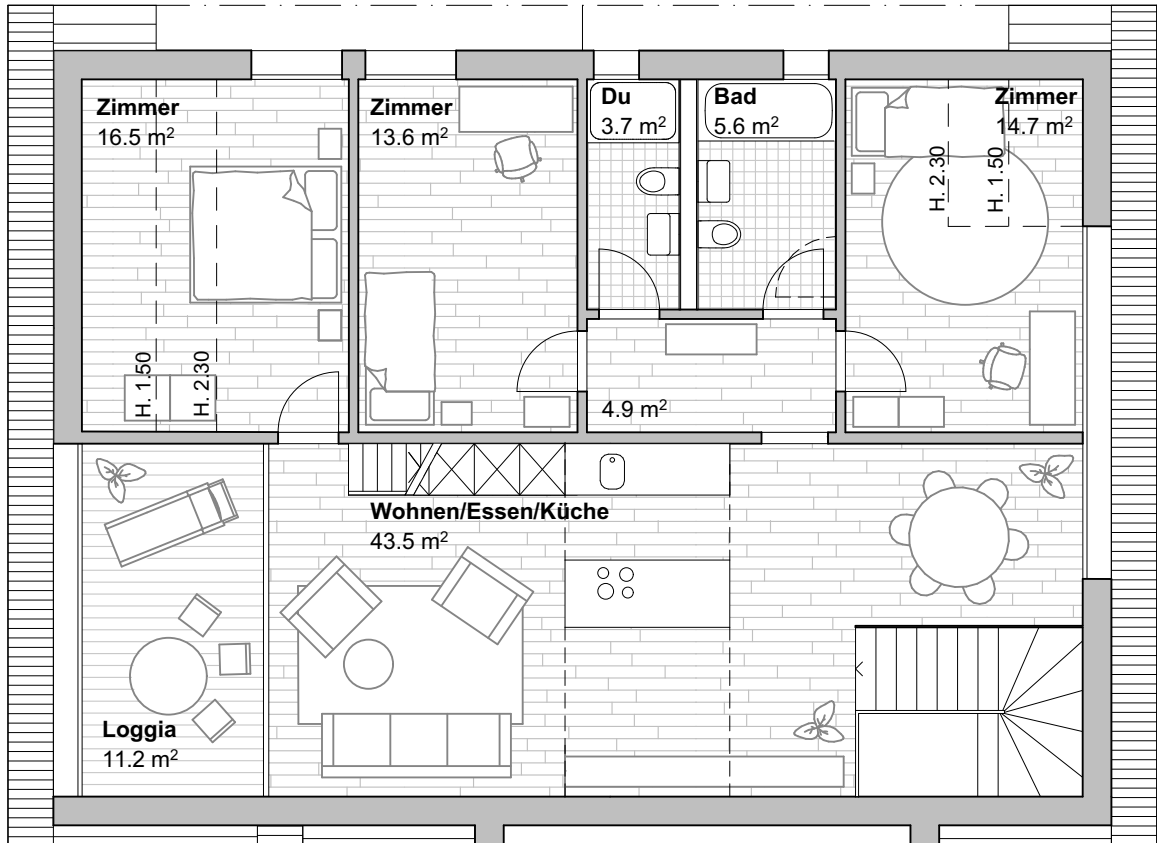 Zimmer
16.5 m²
Zimmer
13.6 m²
Du
3.7 m²
Bad
5.6 m²
Zimmer
14.7 m²
H. 2.30
H. 1.50
H. 1.50
H. 2.30
4.9 m²
Wohnen/Essen/Küche
43.5 m²
Loggia
11.2 m²